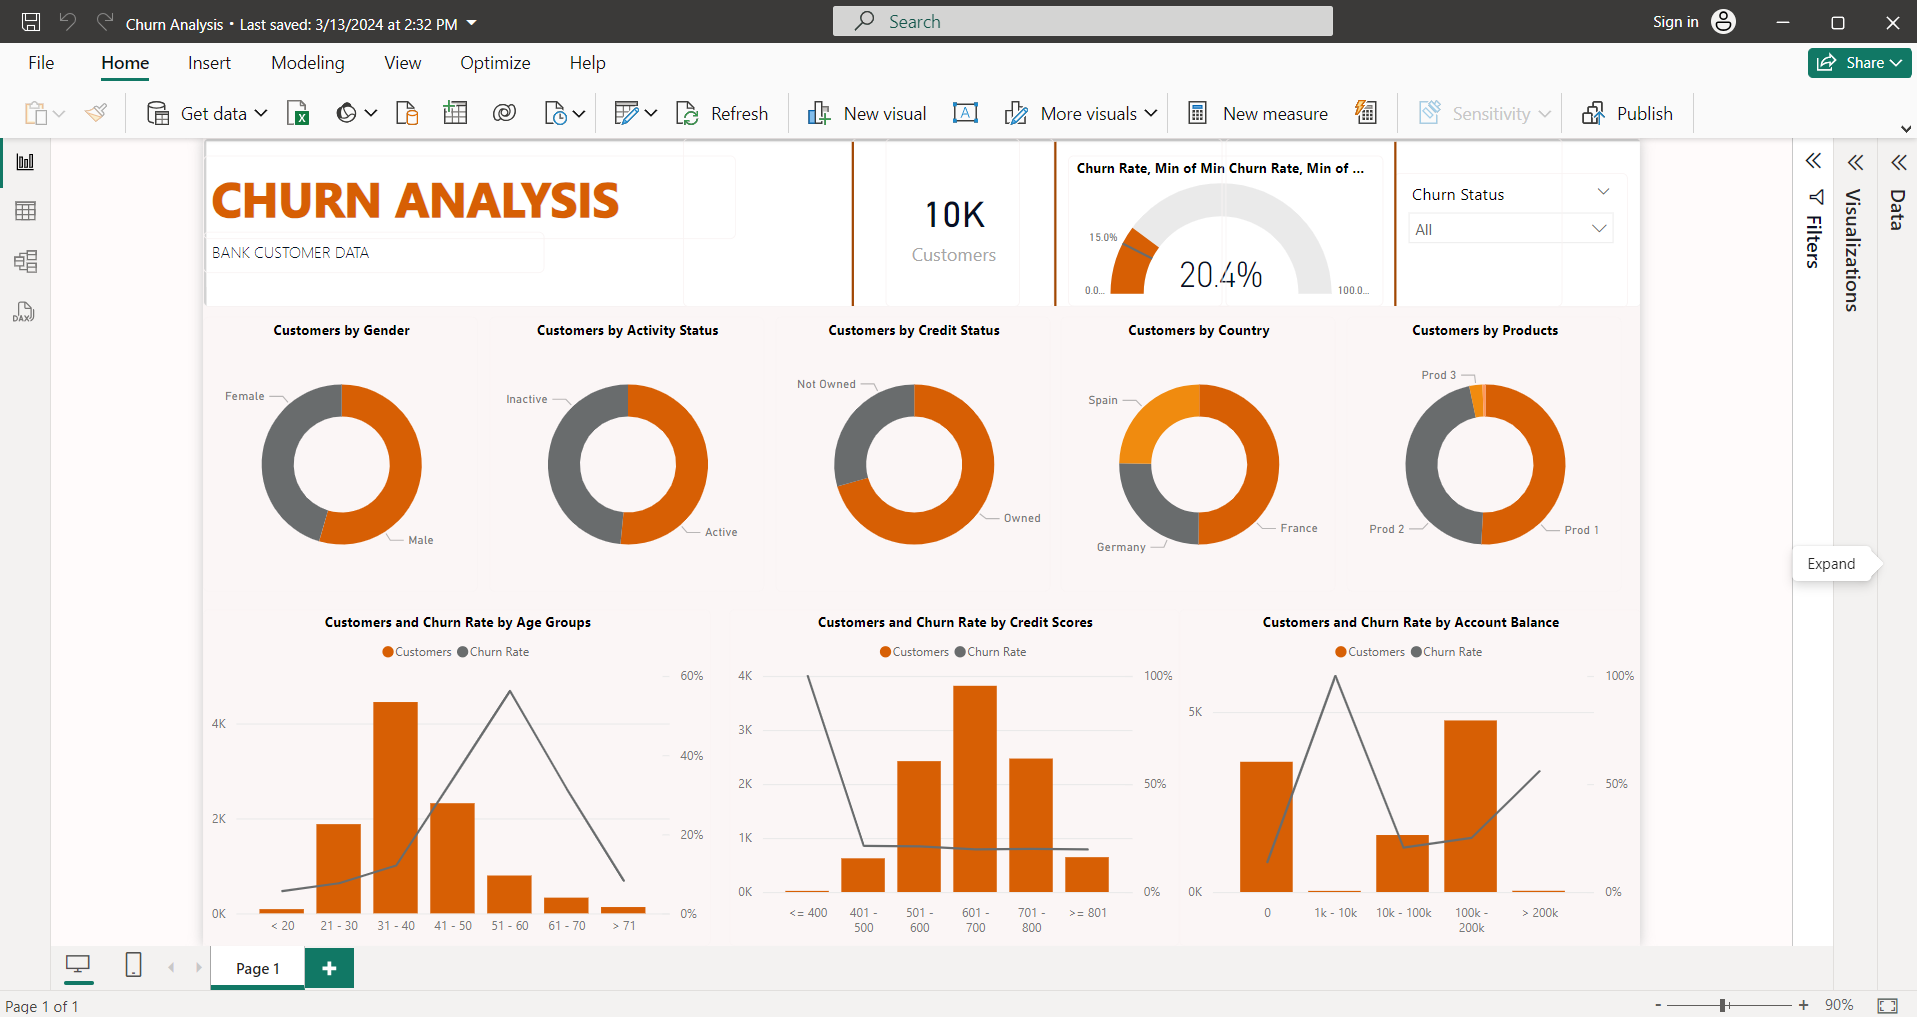 Churn Analysis • Last saved: 3/13/2024 at 2:32 PM
Search
Sign in
File Home Insert Modeling View Optimize Help
Share
Get data
Refresh
New visual
More visuals
New measure
Sensitivity
Publish
DAX
CHURN ANALYSIS
BANK CUSTOMER DATA
10K
Customers
Churn Rate, Min of Min Churn Rate, Min of ...
15.0%
0.0...
20.4%
100.0...
Churn Status
All
Filters
Visualizations
Data
Expand
Customers by Gender
Female
Male
Customers by Activity Status
Inactive
Active
Customers by Credit Status
Not Owned
Owned
Customers by Country
Spain
France
Germany
Customers by Products
Prod 3
Prod 2
Prod 1
Customers and Churn Rate by Age Groups
Customers Churn Rate
4K
2K
0K
60%
40%
20%
0%
< 20 21 - 30 31 - 40 41 - 50 51 - 60 61 - 70 > 71
Customers and Churn Rate by Credit Scores
Customers Churn Rate
4K
3K
2K
1K
0K
100%
50%
0%
<= 400 401 - 501 - 601 - 701 - >= 801
500 600 700 800
Customers and Churn Rate by Account Balance
Customers Churn Rate
5K
0K
100%
50%
0%
0 1k - 10k 10k - 100k 100k - > 200k
200k
Page 1
Page 1 of 1
- + 90%